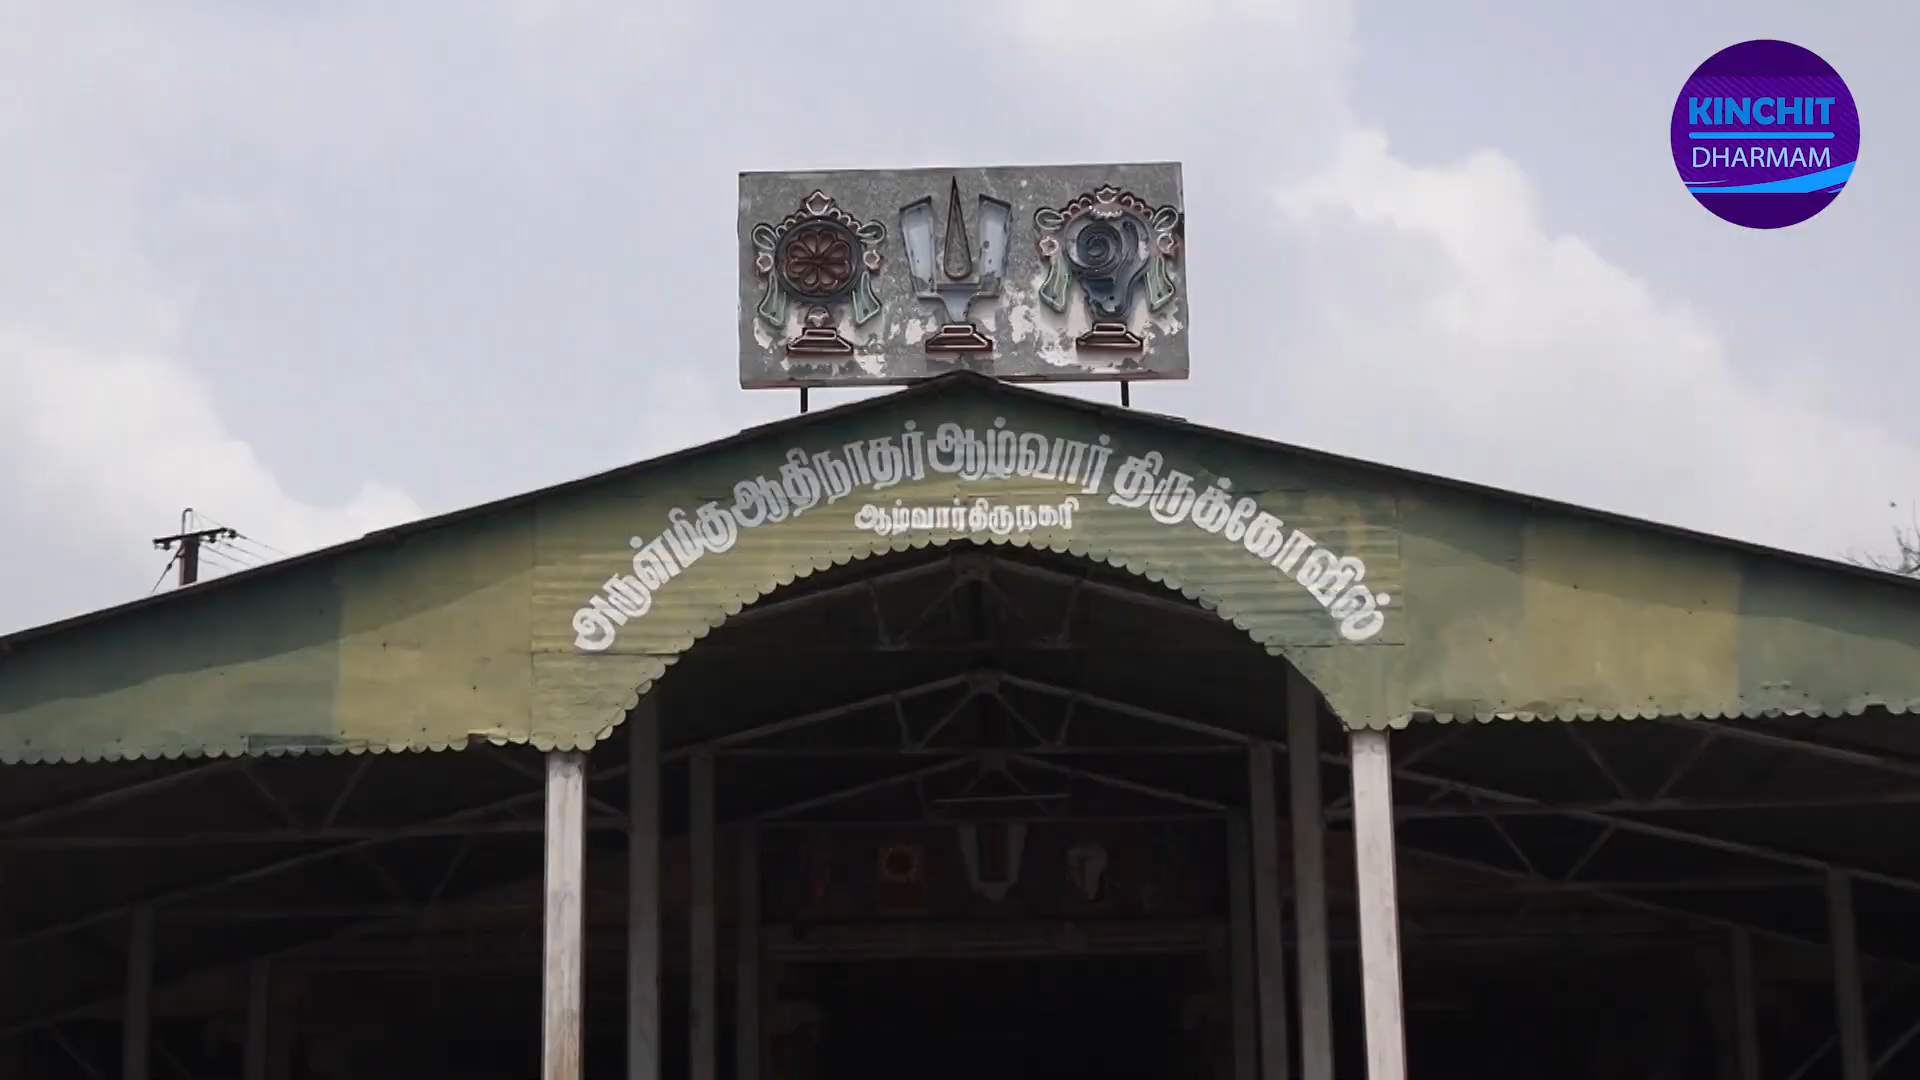 KINCHIT
DHARMAM
அருள்மிகு ஆதிநாதர் ஆழ்வார் திருக்கோவில்
ஆழ்வார்திருநகரி